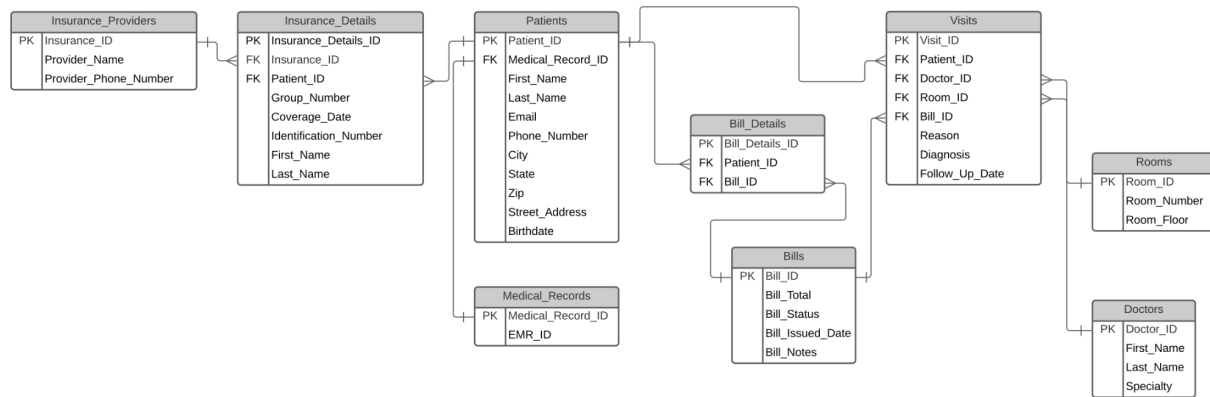 Insurance_Providers
PK Insurance_ID
Provider_Name
Provider_Phone_Number
Insurance_Details
PK Insurance_Details_ID
FK Insurance_ID
FK Patient_ID
Group_Number
Coverage_Date
Identification_Number
First_Name
Last_Name
Patients
PK Patient_ID
FK Medical_Record_ID
First_Name
Last_Name
Email
Phone_Number
City
State
Zip
Street_Address
Birthdate
Medical_Records
PK Medical_Record_ID
EMR_ID
Bill_Details
PK Bill_Details_ID
FK Patient_ID
FK Bill_ID
Bills
PK Bill_ID
Bill_Total
Bill_Status
Bill_Issued_Date
Bill_Notes
Visits
PK Visit_ID
FK Patient_ID
FK Doctor_ID
FK Room_ID
FK Bill_ID
Reason
Diagnosis
Follow_Up_Date
Rooms
PK Room_ID
Room_Number
Room_Floor
Doctors
PK Doctor_ID
First_Name
Last_Name
Specialty